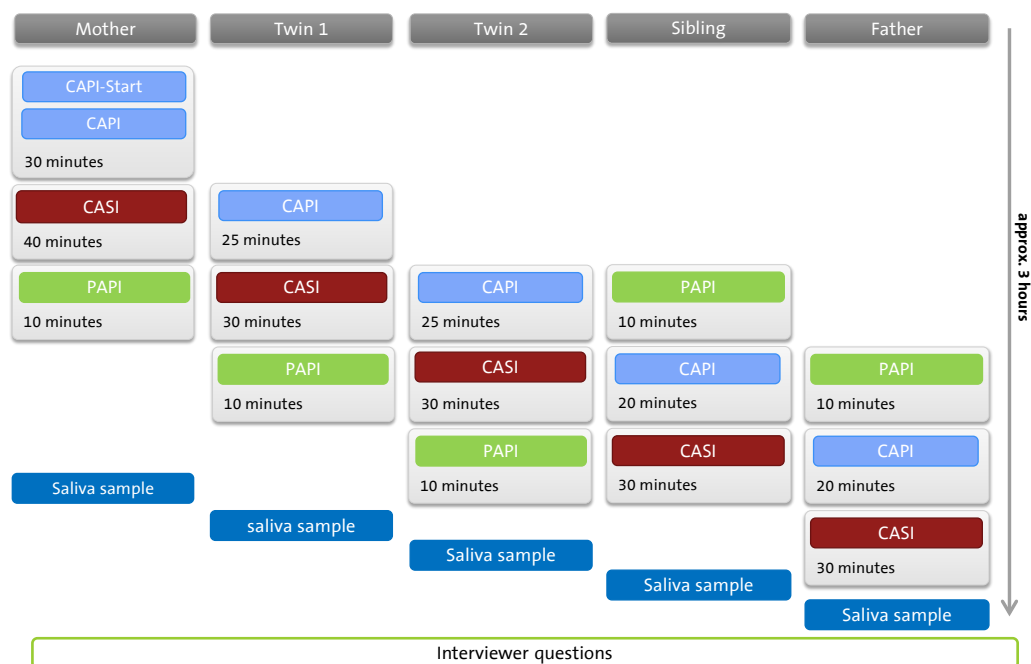 Mother
Twin 1
Twin 2
Sibling
Father
CAPI-Start
CAPI
30 minutes
CASI
40 minutes
CAPI
25 minutes
PAPI
10 minutes
CASI
30 minutes
CAPI
25 minutes
PAPI
10 minutes
PAPI
10 minutes
CASI
30 minutes
CAPI
20 minutes
PAPI
10 minutes
PAPI
10 minutes
CASI
30 minutes
CAPI
20 minutes
CASI
30 minutes
Saliva sample
saliva sample
Saliva sample
Saliva sample
Saliva sample
approx. 3 hours
Interviewer questions